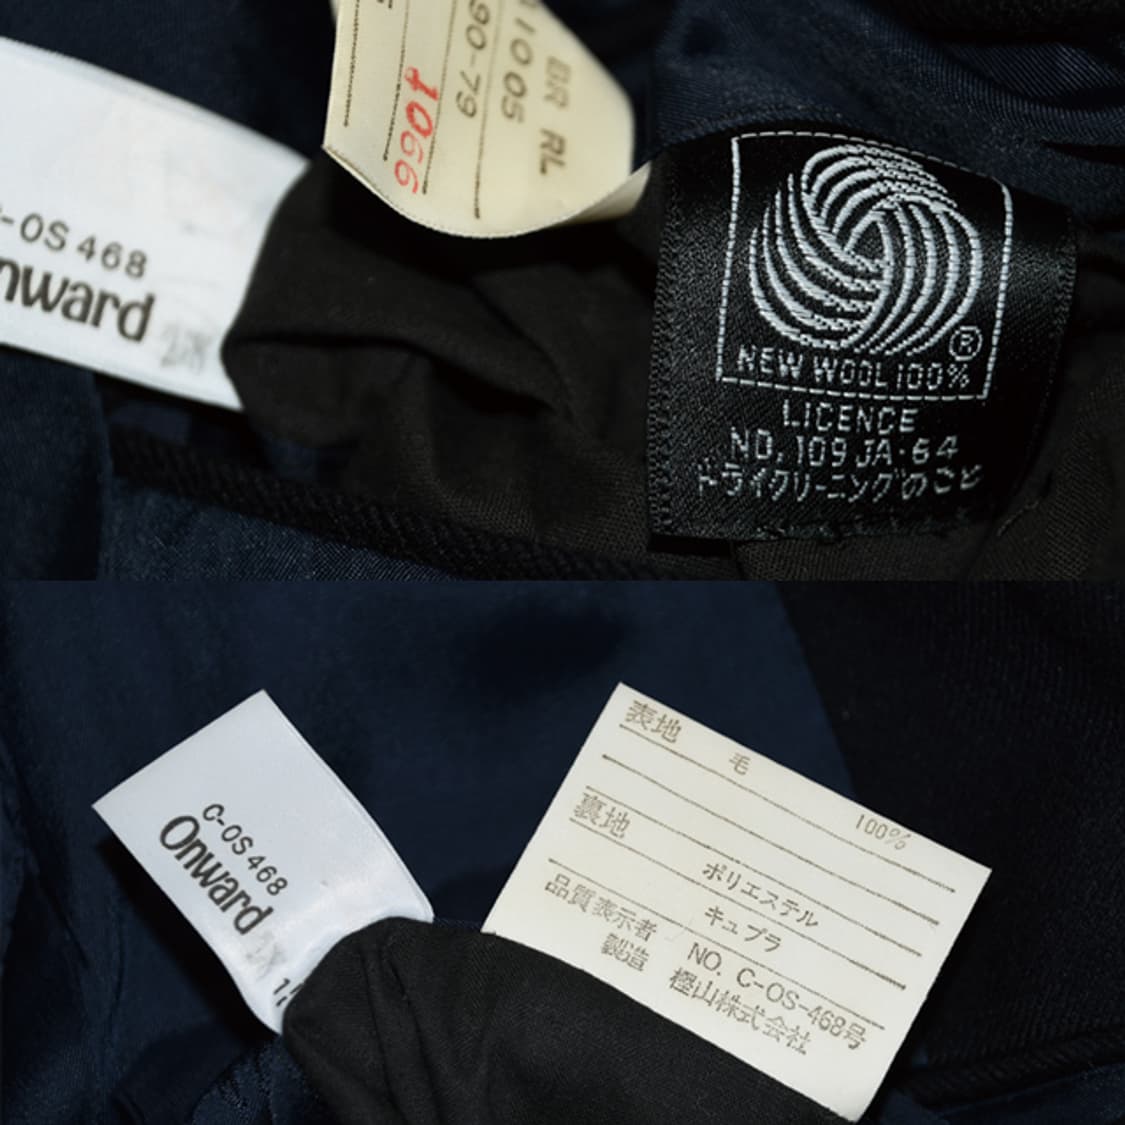 -OS 468
nward
BR RL
A1005
90-79
1066
®
NEW WOOL 100%
LICENCE
NO. 109 JA·64
ドライクリーニングのこと
C-OS 468
Onward
表地
毛
100%
裏地
ポリエステル
キュプラ
品質表示者 NO. C-OS-468号
製造 樫山株式会社